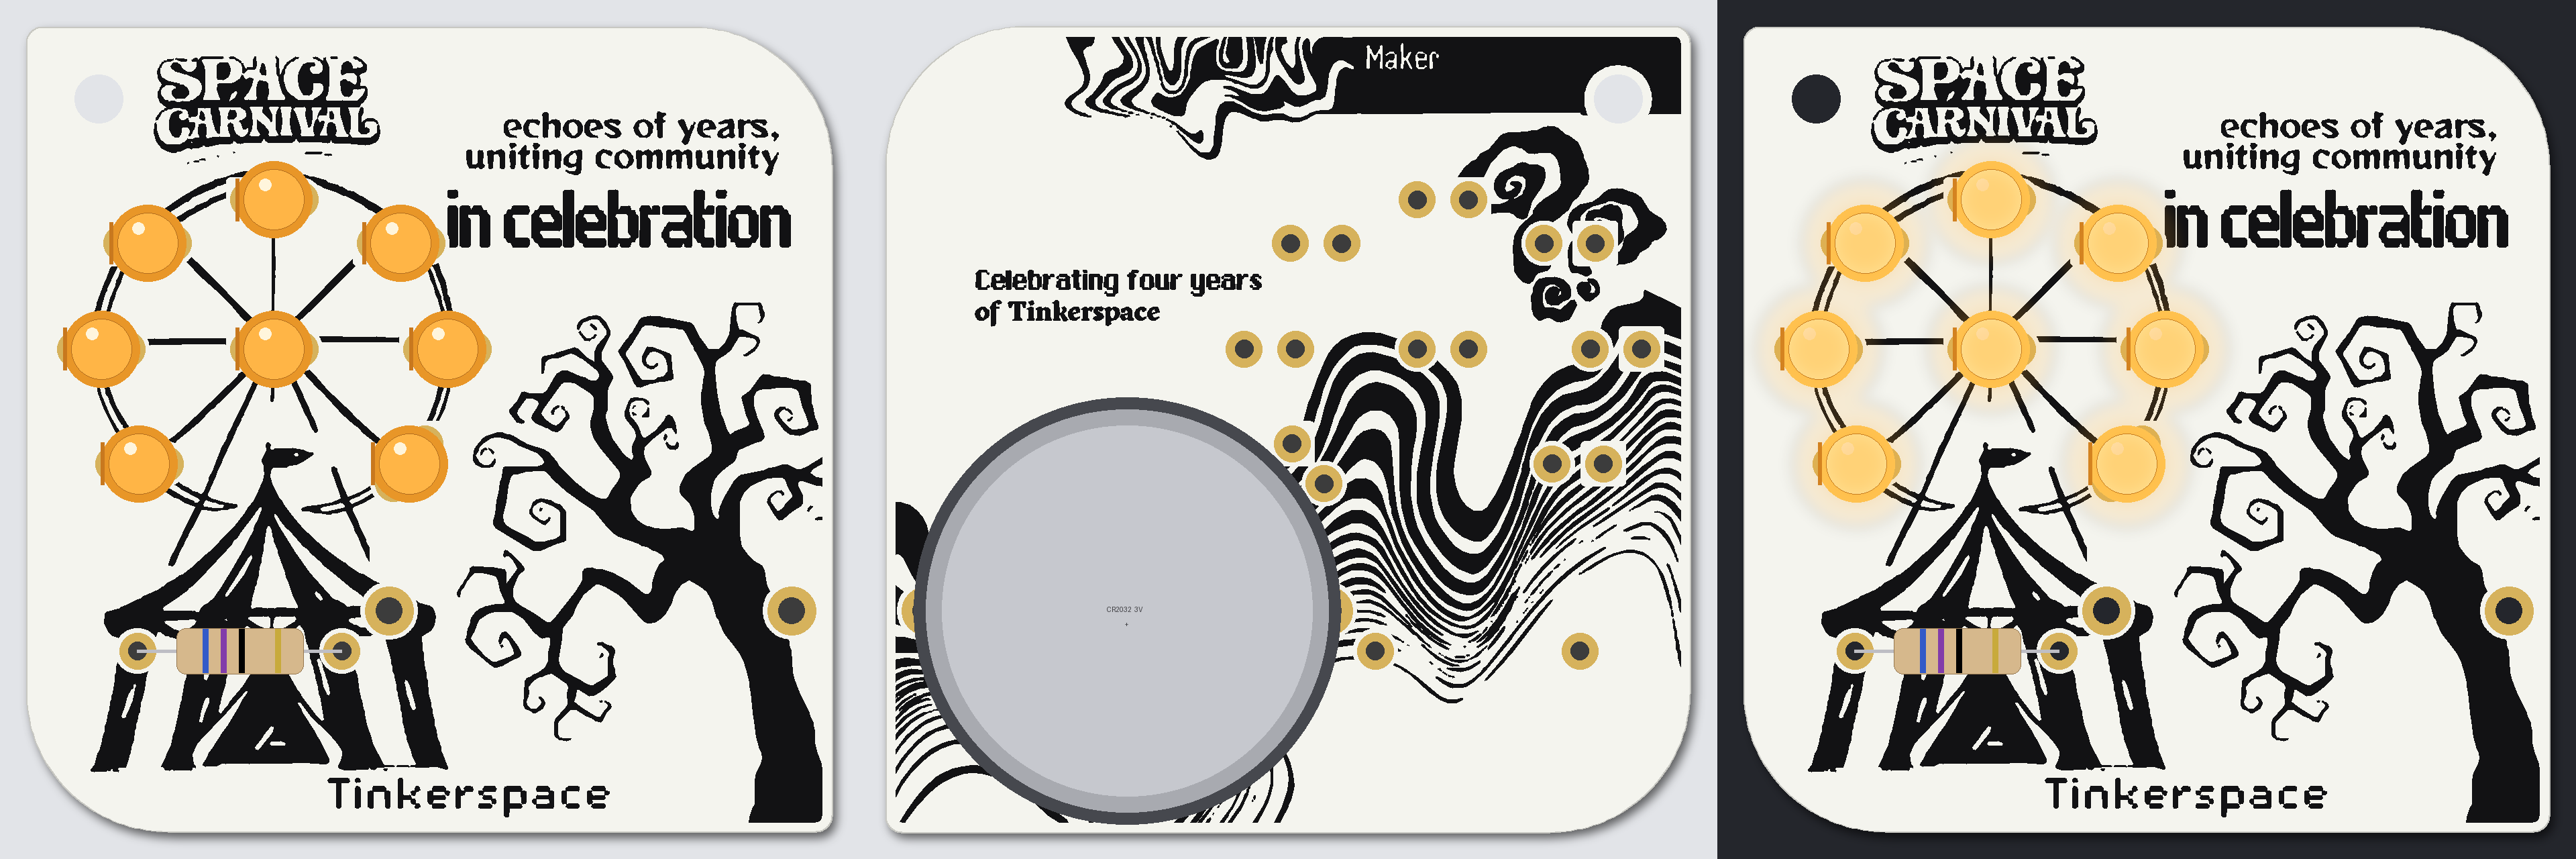 SPACE
CARNIVAL
echoes of years,
uniting community
in celebration
Tinkerspace
Maker
Celebrating four years
of Tinkerspace
CR2032 3V
+
SPACE
CARNIVAL
echoes of years,
uniting community
in celebration
Tinkerspace